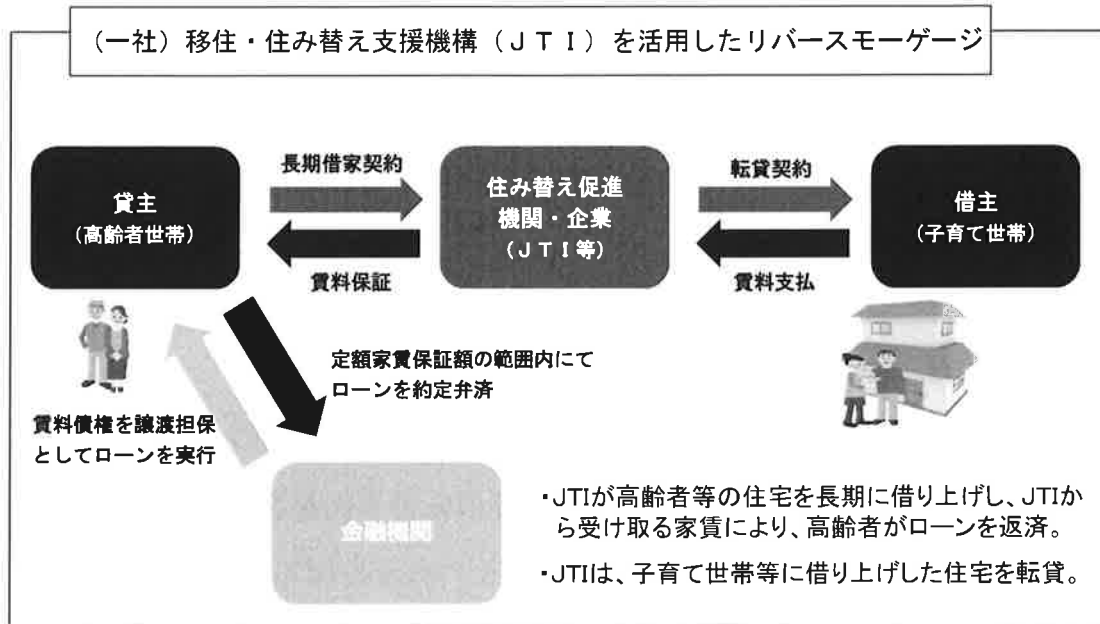 (一社)移住・住み替え支援機構(JTI)を活用したリバースモーゲージ
長期借家契約
転貸契約
貸主
(高齢者世帯)
住み替え促進
機関・企業
(JTI等)
借主
(子育て世帯)
賃料保証
賃料支払
定額家賃保証額の範囲内にて
ローンを約定弁済
賃料債権を譲渡担保
としてローンを実行
金融機関
・JTIが高齢者等の住宅を長期に借り上げし、JTIか
ら受け取る家賃により、高齢者がローンを返済。
・JTIは、子育て世帯等に借り上げした住宅を転貸。